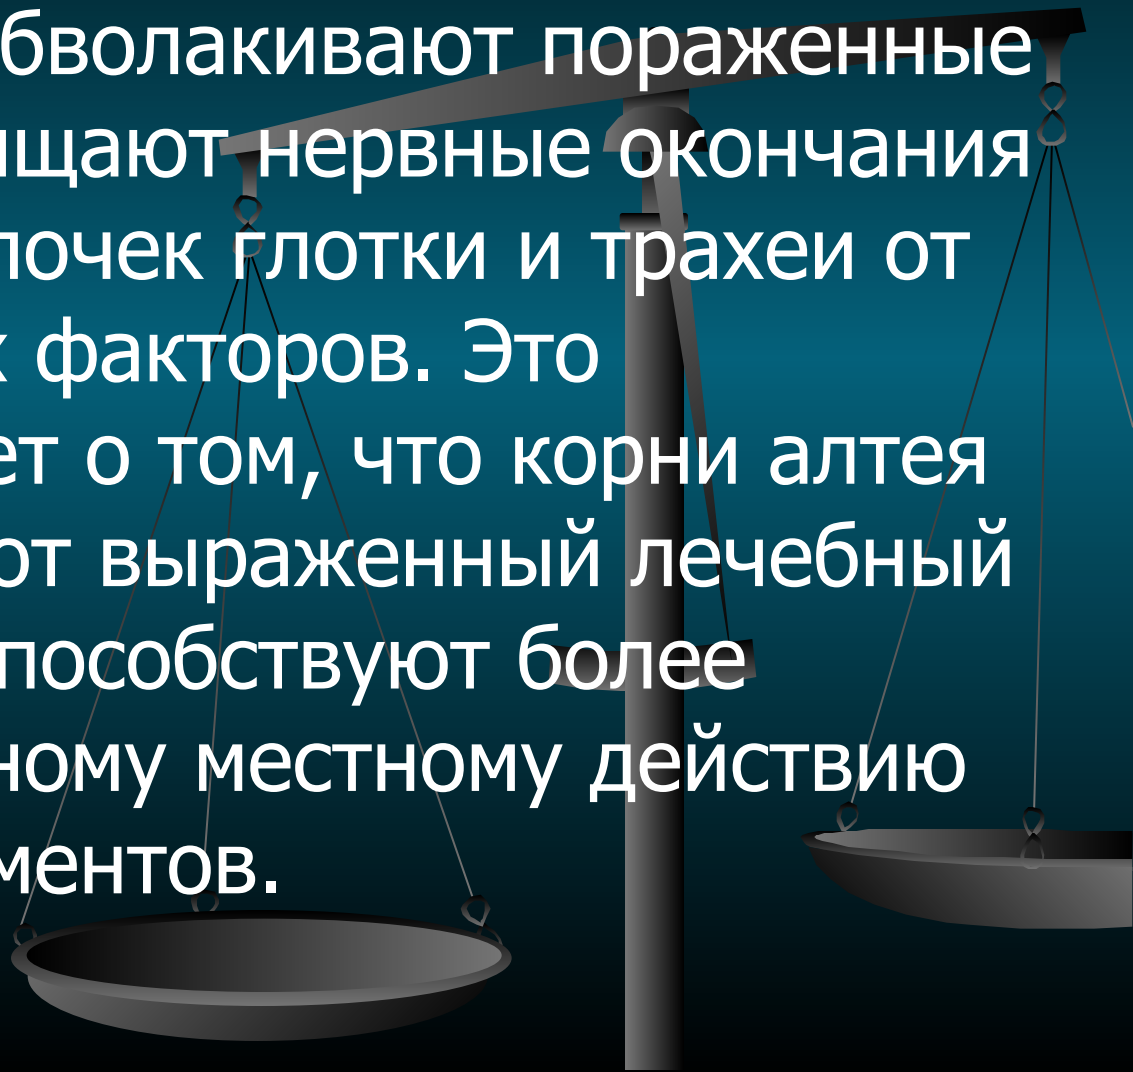 бволакивают пораженные
щают нервные окончания
почек глотки и трахеи от
х факторов. Это
ет о том, что корни алтея
от выраженный лечебный
пособствуют более
ному местному действию
ментов.